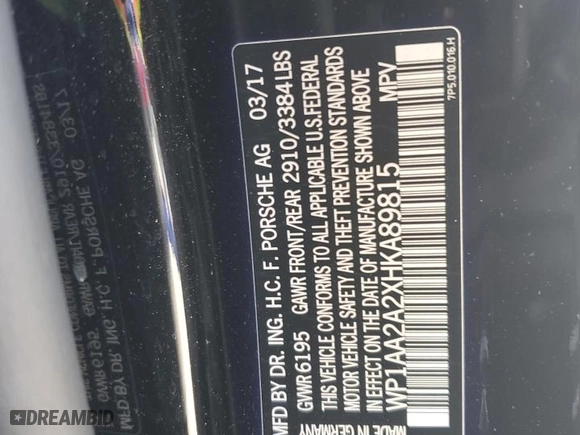 MFD BY DR. ING. H.C. F. PORSCHE AG 03/17
GVWR 6195 GAWR FRONT/REAR 2910/3384 LBS
THIS VEHICLE CONFORMS TO ALL APPLICABLE U.S. FEDERAL
MOTOR VEHICLE SAFETY AND THEFT PREVENTION STANDARDS
IN EFFECT ON THE DATE OF MANUFACTURE SHOWN ABOVE
WP1AA2A2XHKA89815 MPV
IN GERMANY 7P5.010.016.H
DREAMBID